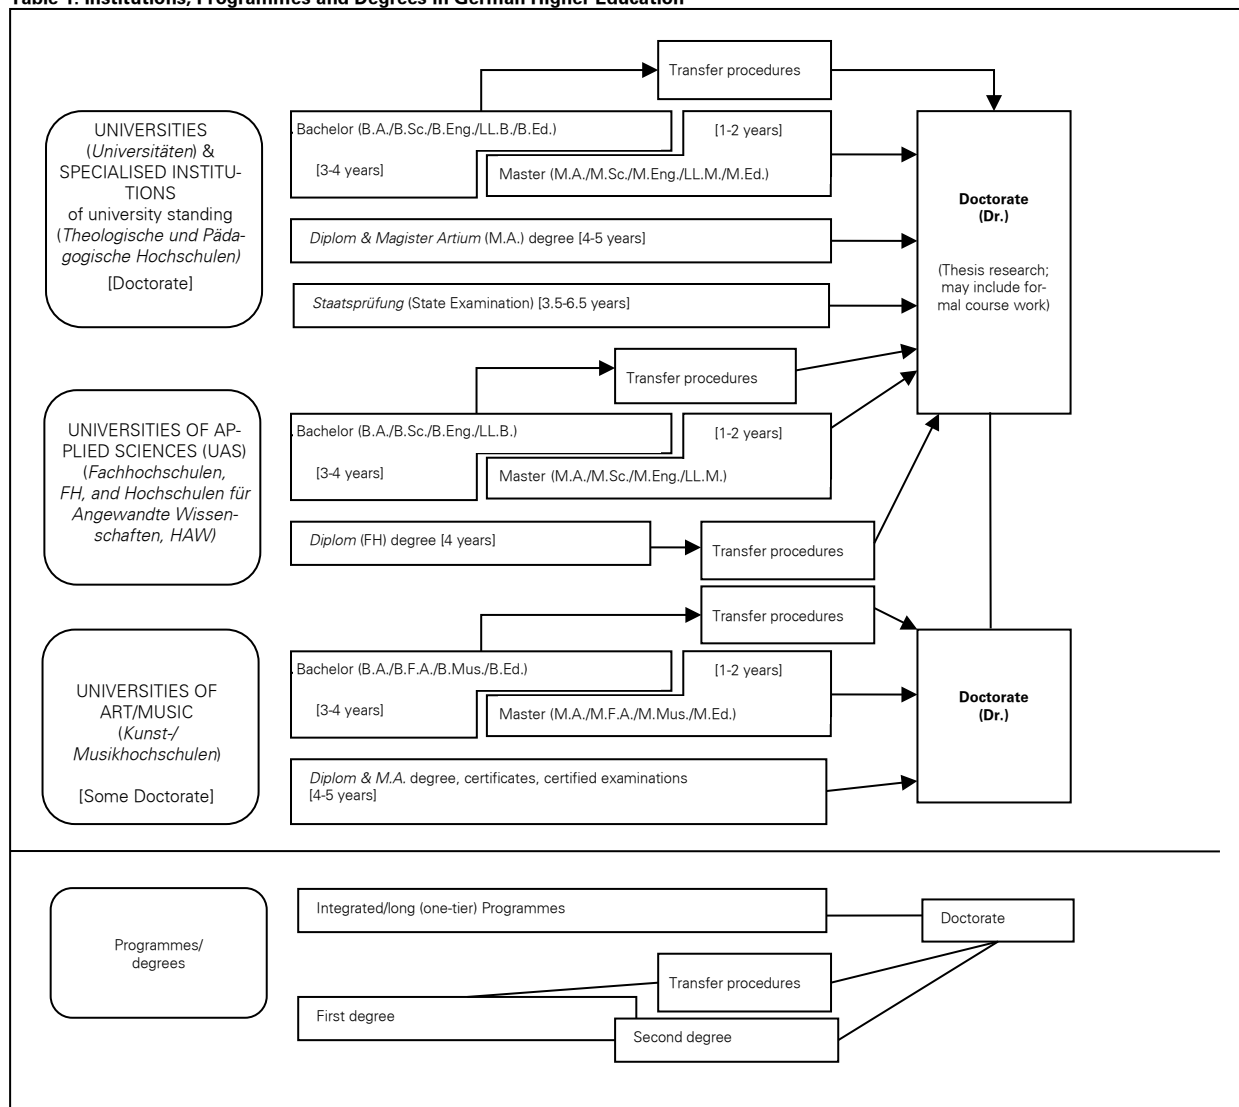 Table 1: Institutions, Programmes and Degrees in German Higher Education
Transfer procedures
UNIVERSITIES
(Universitäten) &
SPECIALISED INSTITU-
TIONS
of university standing
(Theologische und Päda-
gogische Hochschulen)
[Doctorate]
Bachelor (B.A./B.Sc./B.Eng./LL.B./B.Ed.)
[3-4 years]
[1-2 years]
Master (M.A./M.Sc./M.Eng./LL.M./M.Ed.)
Diplom & Magister Artium (M.A.) degree [4-5 years]
Staatsprüfung (State Examination) [3.5-6.5 years]
Doctorate
(Dr.)
(Thesis research;
may include for-
mal course work)
Transfer procedures
UNIVERSITIES OF AP-
PLIED SCIENCES (UAS)
(Fachhochschulen,
FH, and Hochschulen für
Angewandte Wissen-
schaften, HAW)
Bachelor (B.A./B.Sc./B.Eng./LL.B.)
[3-4 years]
[1-2 years]
Master (M.A./M.Sc./M.Eng./LL.M.)
Diplom (FH) degree [4 years]
Transfer procedures
Transfer procedures
UNIVERSITIES OF
ART/MUSIC
(Kunst-/
Musikhochschulen)
[Some Doctorate]
Bachelor (B.A./B.F.A./B.Mus./B.Ed.)
[3-4 years]
[1-2 years]
Master (M.A./M.F.A./M.Mus./M.Ed.)
Diplom & M.A. degree, certificates, certified examinations
[4-5 years]
Doctorate
(Dr.)
Programmes/
degrees
Integrated/long (one-tier) Programmes
Doctorate
Transfer procedures
First degree
Second degree